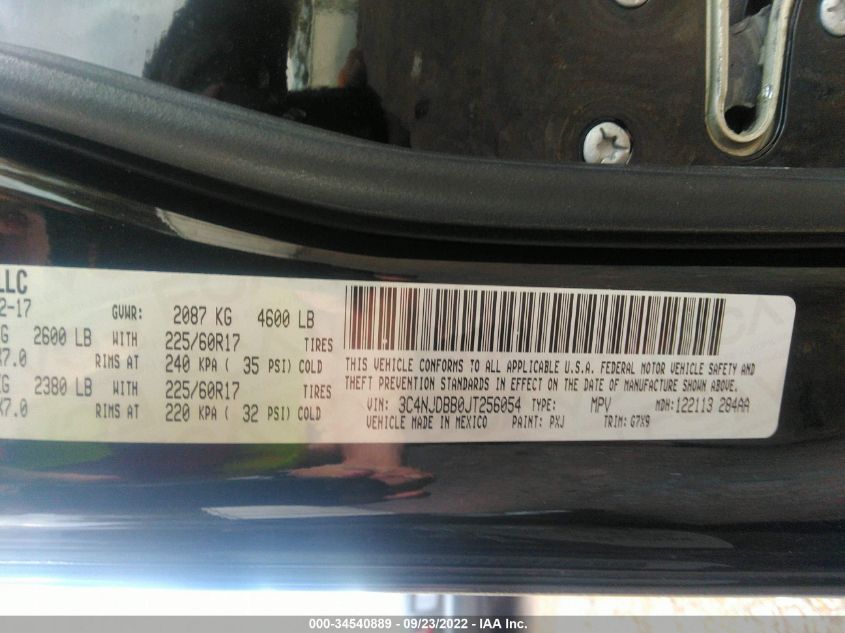 LLC
2-17 GVWR: 2087 KG 4600 LB
KG 2600 LB WITH 225/60R17 TIRES
X7.0 RIMS AT 240 KPA ( 35 PSI) COLD
KG 2380 LB WITH 225/60R17 TIRES
X7.0 RIMS AT 220 KPA ( 32 PSI) COLD
THIS VEHICLE CONFORMS TO ALL APPLICABLE U.S.A. FEDERAL MOTOR VEHICLE SAFETY AND
THEFT PREVENTION STANDARDS IN EFFECT ON THE DATE OF MANUFACTURE SHOWN ABOVE.
VIN: 3C4NJDBB0JT256054 TYPE: MPV MDH: 122113 284AA
VEHICLE MADE IN MEXICO PAINT: PXJ TRIM: G7X9
000-34540889 - 09/23/2022 - IAA Inc.